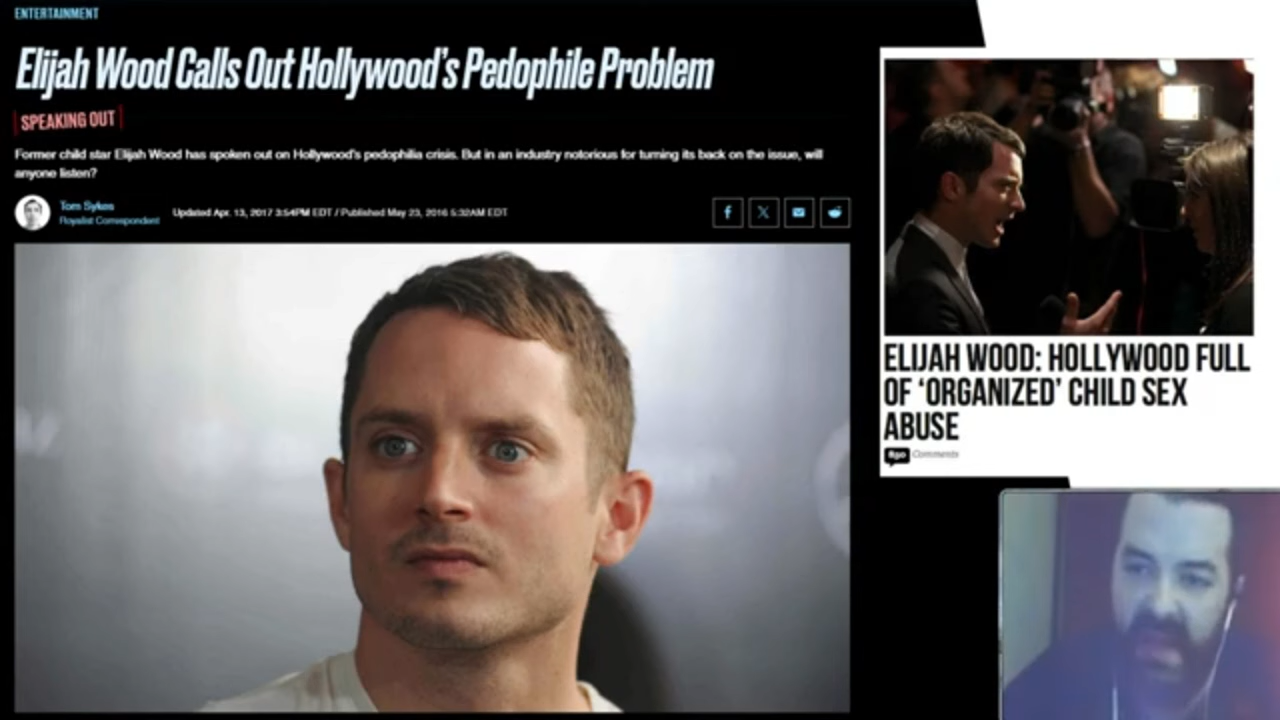 ENTERTAINMENT
Elijah Wood Calls Out Hollywood's Pedophile Problem
SPEAKING OUT
Former child star Elijah Wood has spoken out on Hollywood's pedophilia crisis. But in an industry notorious for turning its back on the issue, will
anyone listen?
Tom Sykes
Royalist Correspondent
Updated Apr. 13, 2017 3:54PM EDT / Published May 23, 2016 5:32AM EDT
ELIJAH WOOD: HOLLYWOOD FULL
OF ‘ORGANIZED’ CHILD SEX
ABUSE
Comments